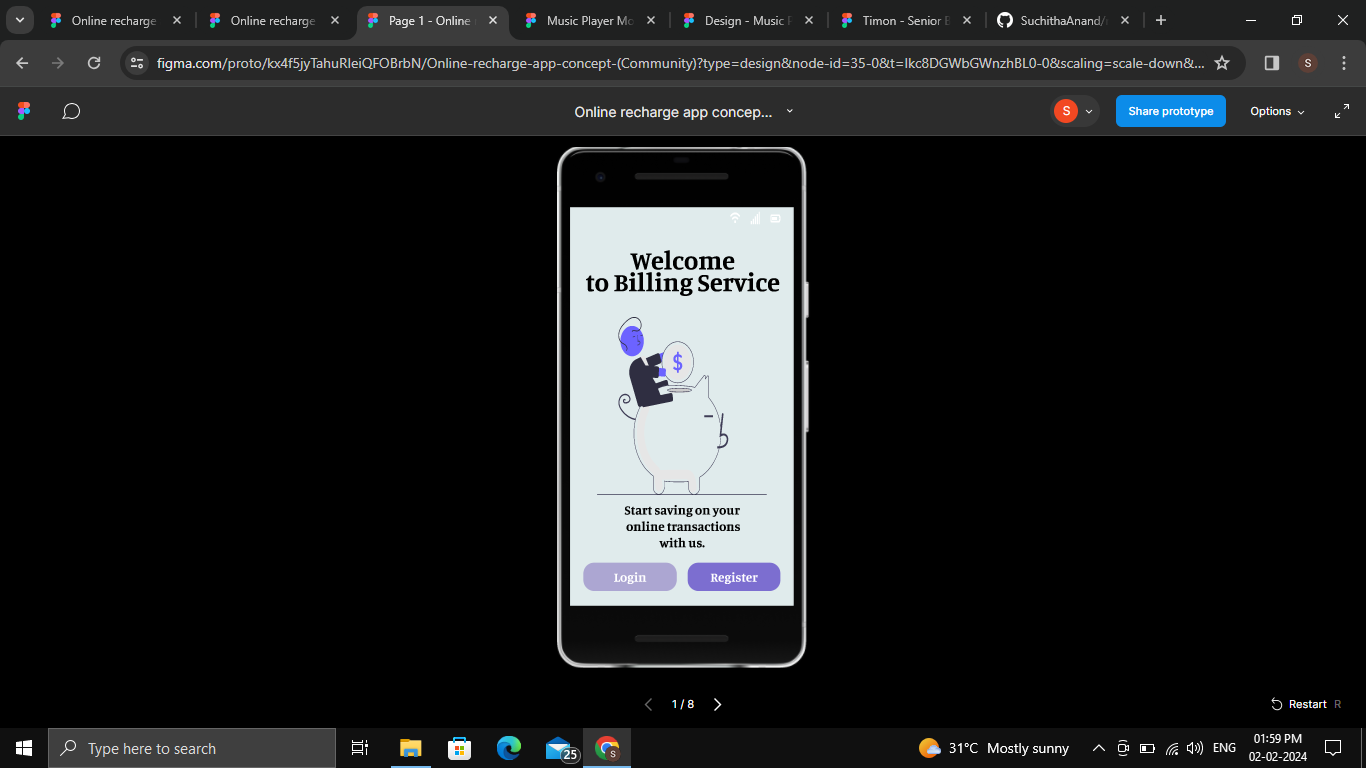 Online recharge
Online recharge
Page 1 - Online
Music Player Mo
Design - Music P
Timon - Senior B
SuchithaAnand/
figma.com/proto/kx4f5jyTahuRleiQFOBrbN/Online-recharge-app-concept-(Community)?type=design&node-id=35-0&t=lkc8DGWbGWnzhBL0-0&scaling=scale-down&...
S
Online recharge app concep...
S
Share prototype
Options
Welcome
to Billing Service
$
Start saving on your
online transactions
with us.
Login
Register
1 / 8
Restart R
Type here to search
25
S
31°C Mostly sunny
ENG
01:59 PM
02-02-2024